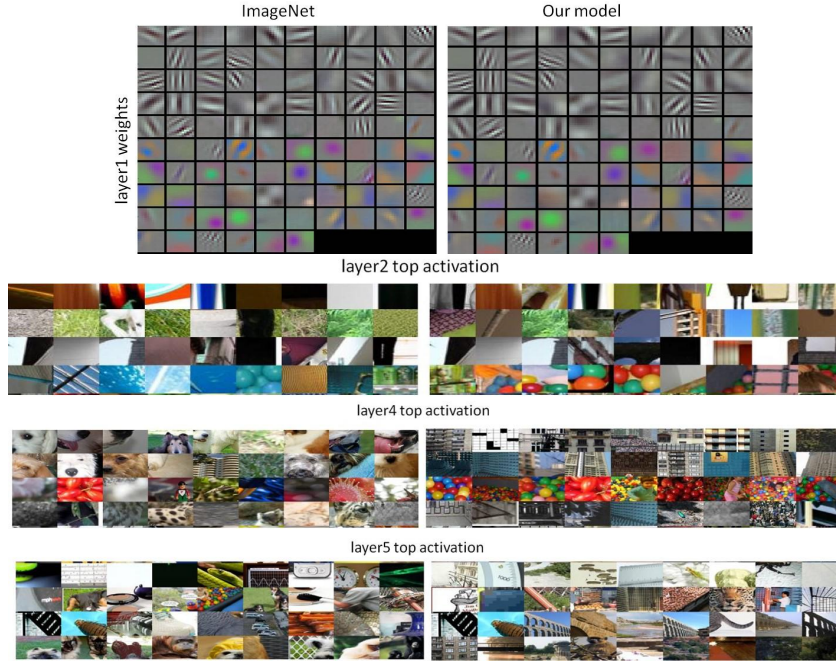 ImageNet
Our model
layer1 weights
layer2 top activation
layer4 top activation
layer5 top activation